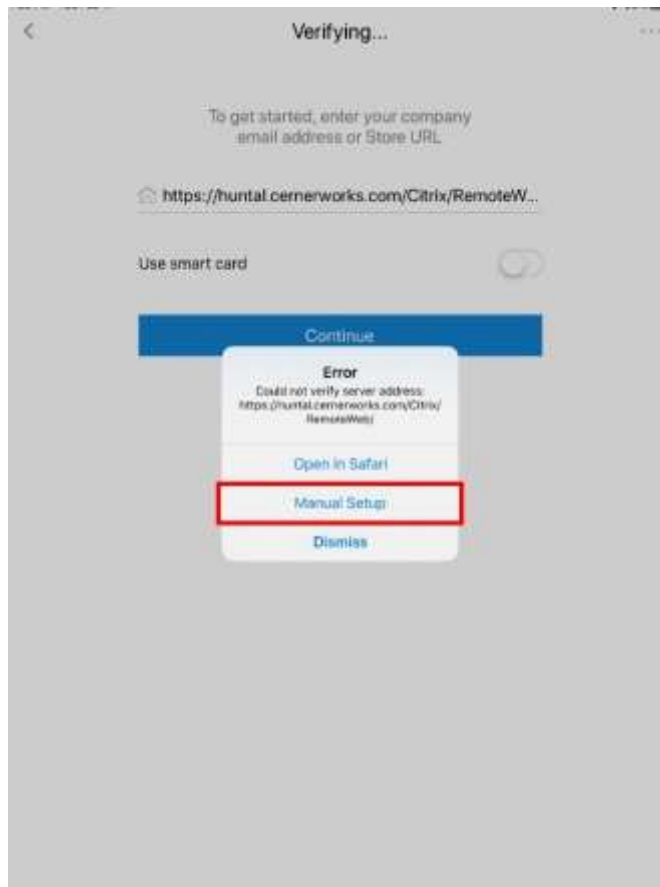 Verifying...
To get started, enter your company
email address or Store URL
https://huntal.cernerworks.com/Citrix/RemoteW...
Use smart card
Continue
Error
Could not verify server address:
https://huntal.cernerworks.com/Citrix/
RemoteWeb/
Open in Safari
Manual Setup
Dismiss